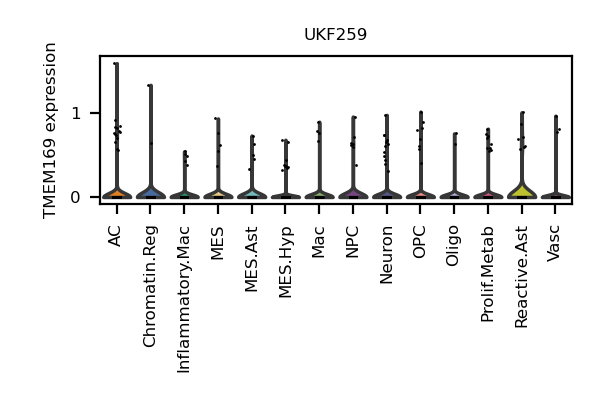 UKF259
TMEM169 expression
1
0
AC
Chromatin.Reg
Inflammatory.Mac
MES
MES.Ast
MES.Hyp
Mac
NPC
Neuron
OPC
Oligo
Prolif.Metab
Reactive.Ast
Vasc